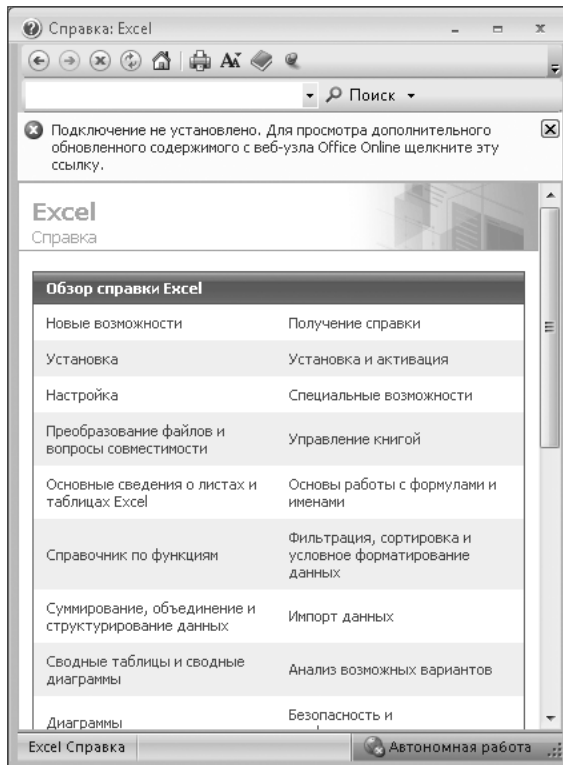 Справка: Excel
Поиск
Подключение не установлено. Для просмотра дополнительного
обновленного содержимого с веб-узла Office Online щелкните эту
ссылку.
Excel
Справка
Обзор справки Excel
Новые возможности
Получение справки
Установка
Установка и активация
Настройка
Специальные возможности
Преобразование файлов и
вопросы совместимости
Управление книгой
Основные сведения о листах и
таблицах Excel
Основы работы с формулами и
именами
Справочник по функциям
Фильтрация, сортировка и
условное форматирование
данных
Суммирование, объединение и
структурирование данных
Импорт данных
Сводные таблицы и сводные
диаграммы
Анализ возможных вариантов
Диаграммы
Безопасность и
Excel Справка
Автономная работа